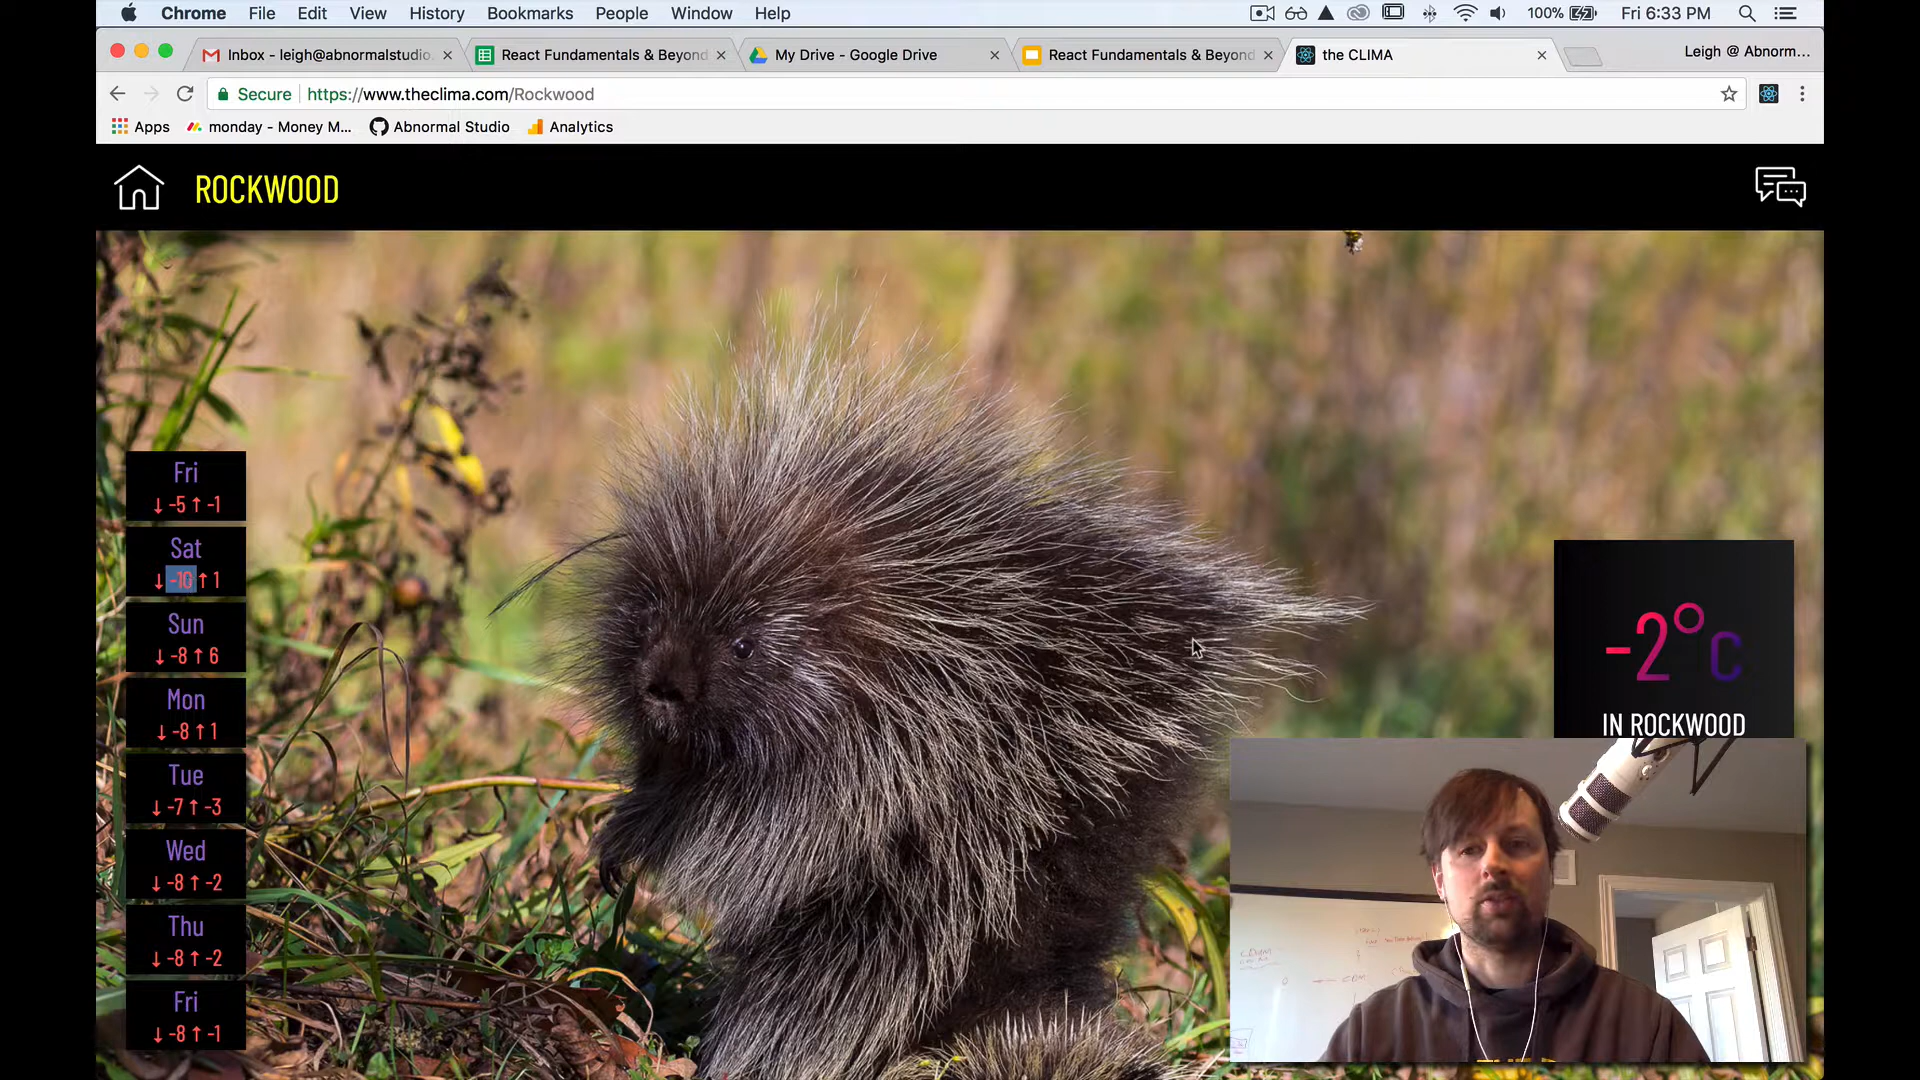 Chrome File Edit View History Bookmarks People Window Help 100% Fri 6:33 PM
Inbox - leigh@abnormalstudio. React Fundamentals & Beyond My Drive - Google Drive React Fundamentals & Beyond the CLIMA Leigh @ Abnorm...
Secure https://www.theclima.com/Rockwood
Apps monday - Money M... Abnormal Studio Analytics
ROCKWOOD
Fri
↓ -5 ↑ -1
Sat
↓ -10 ↑ 1
Sun
↓ -8 ↑ 6
Mon
↓ -8 ↑ 1
Tue
↓ -7 ↑ -3
Wed
↓ -8 ↑ -2
Thu
↓ -8 ↑ -2
Fri
↓ -8 ↑ -1
-2°C
IN ROCKWOOD